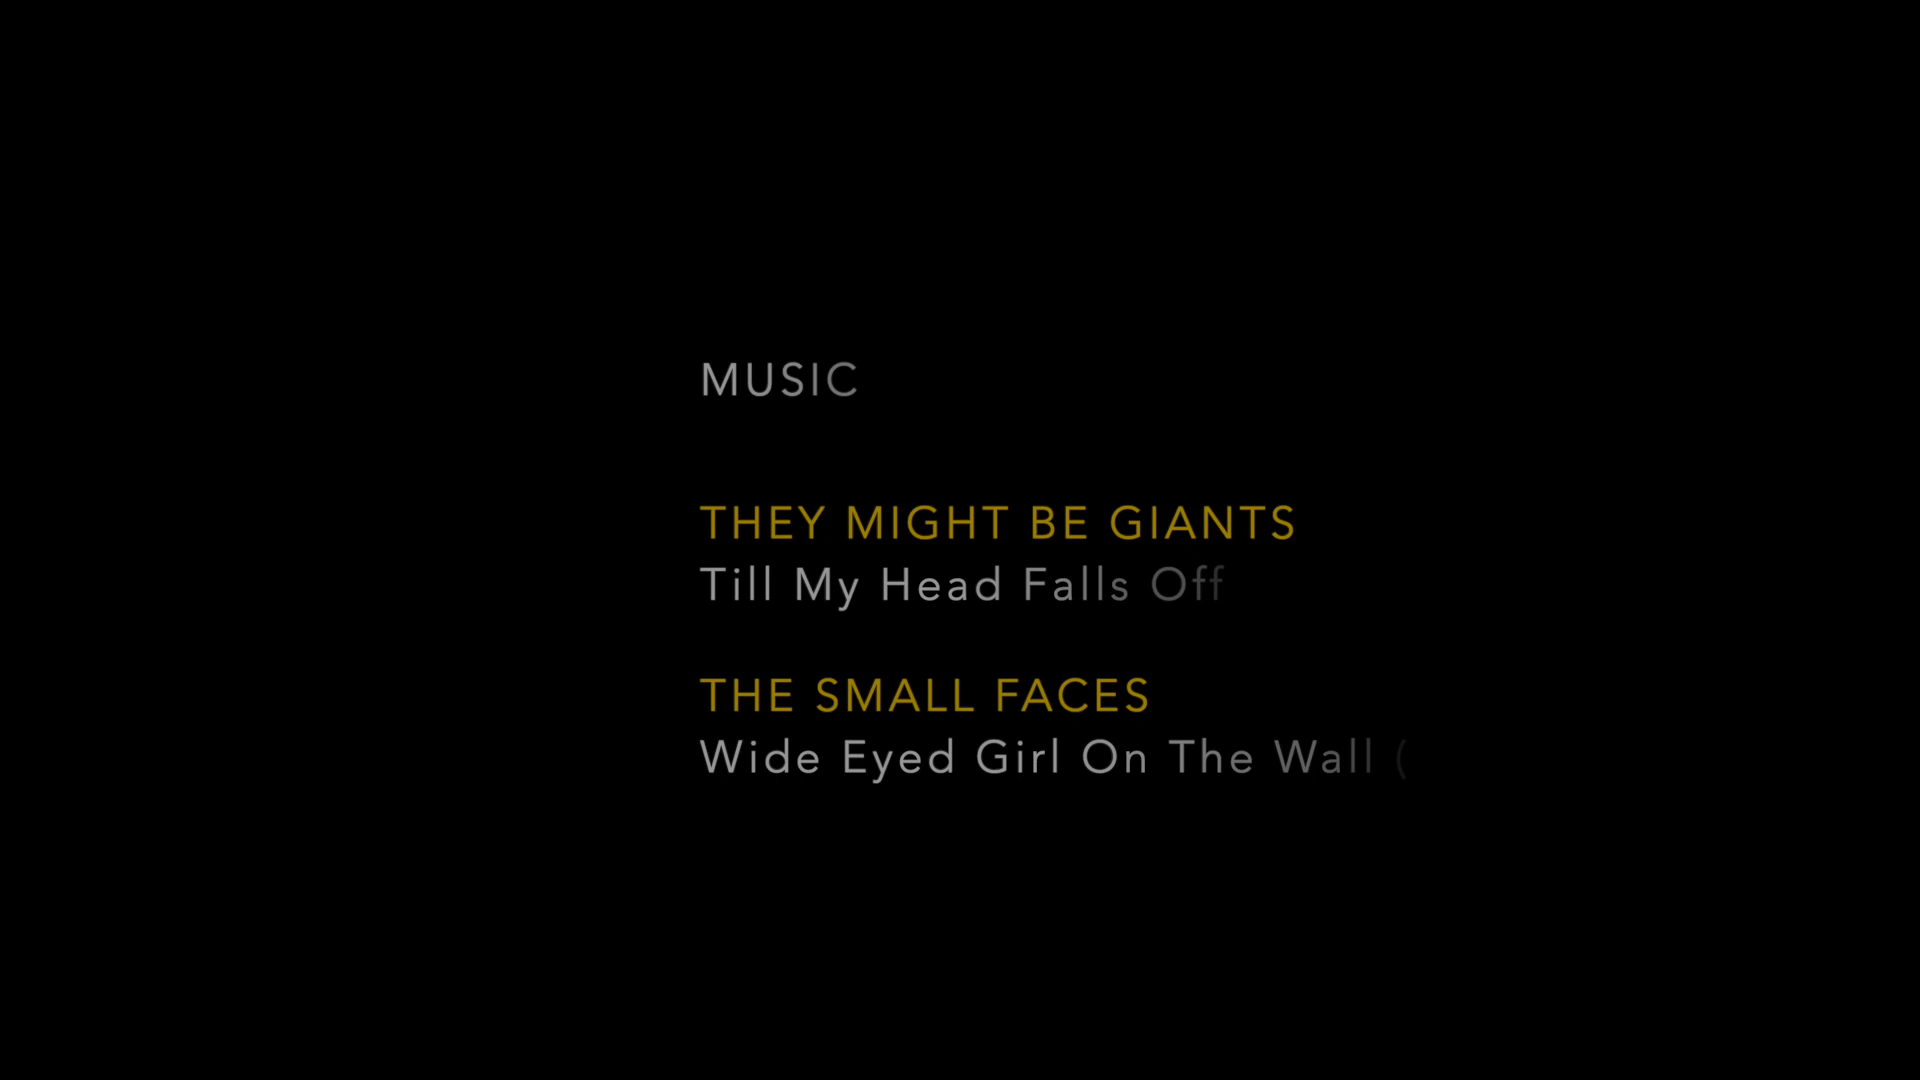 MUSIC
THEY MIGHT BE GIANTS
Till My Head Falls Off
THE SMALL FACES
Wide Eyed Girl On The Wall (